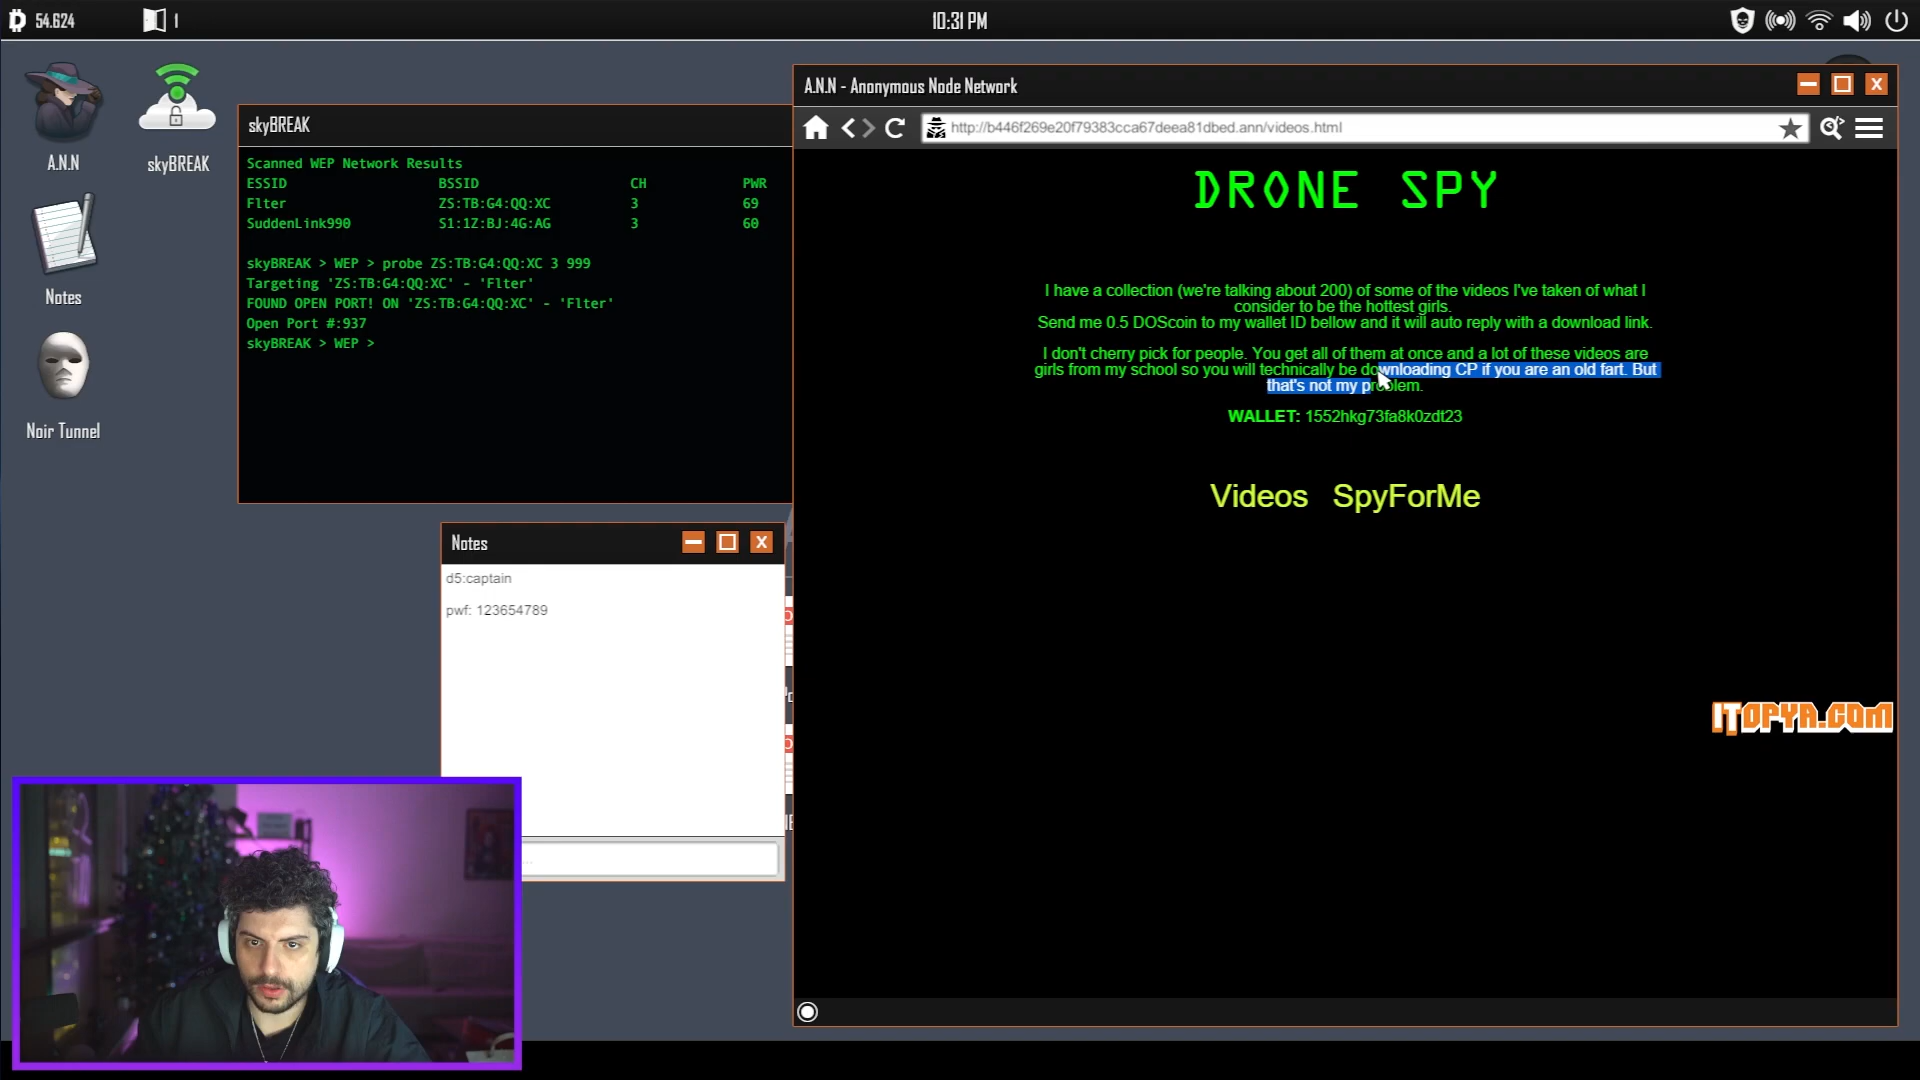 54.624
1
10:31 PM
A.N.N
skyBREAK
Notes
Noir Tunnel
skyBREAK
Scanned WEP Network Results
ESSID BSSID CH PWR
Flter ZS:TB:G4:QQ:XC 3 69
SuddenLink990 S1:1Z:BJ:4G:AG 3 60
skyBREAK > WEP > probe ZS:TB:G4:QQ:XC 3 999
Targeting 'ZS:TB:G4:QQ:XC' - 'Flter'
FOUND OPEN PORT! ON 'ZS:TB:G4:QQ:XC' - 'Flter'
Open Port #:937
skyBREAK > WEP >
Notes
d5:captain
pwf: 123654789
A.N.N - Anonymous Node Network
http://b446f269e20f79383cca67deea81dbed.ann/videos.html
DRONE SPY
I have a collection (we're talking about 200) of some of the videos I've taken of what I
consider to be the hottest girls.
Send me 0.5 DOScoin to my wallet ID bellow and it will auto reply with a download link.
I don't cherry pick for people. You get all of them at once and a lot of these videos are
girls from my school so you will technically be downloading CP if you are an old fart. But
that's not my problem.
WALLET: 1552hkg73fa8k0zdt23
Videos SpyForMe
ITOPYA.COM